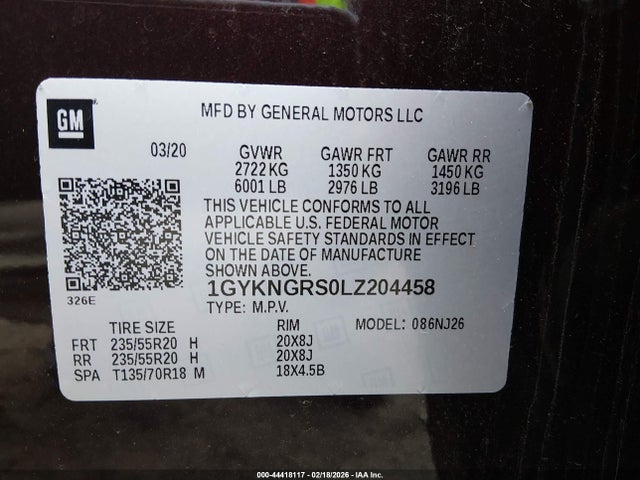 GM
MFD BY GENERAL MOTORS LLC
03/20 GVWR GAWR FRT GAWR RR
2722 KG 1350 KG 1450 KG
6001 LB 2976 LB 3196 LB
THIS VEHICLE CONFORMS TO ALL
APPLICABLE U.S. FEDERAL MOTOR
VEHICLE SAFETY STANDARDS IN EFFECT
ON THE DATE OF MANUFACTURE
SHOWN ABOVE.
326E
1GYKNGRS0LZ204458
TYPE: M.P.V.
TIRE SIZE RIM MODEL: 086NJ26
FRT 235/55R20 H 20X8J
RR 235/55R20 H 20X8J
SPA T135/70R18 M 18X4.5B
000-44418117 - 02/18/2026 - IAA Inc.